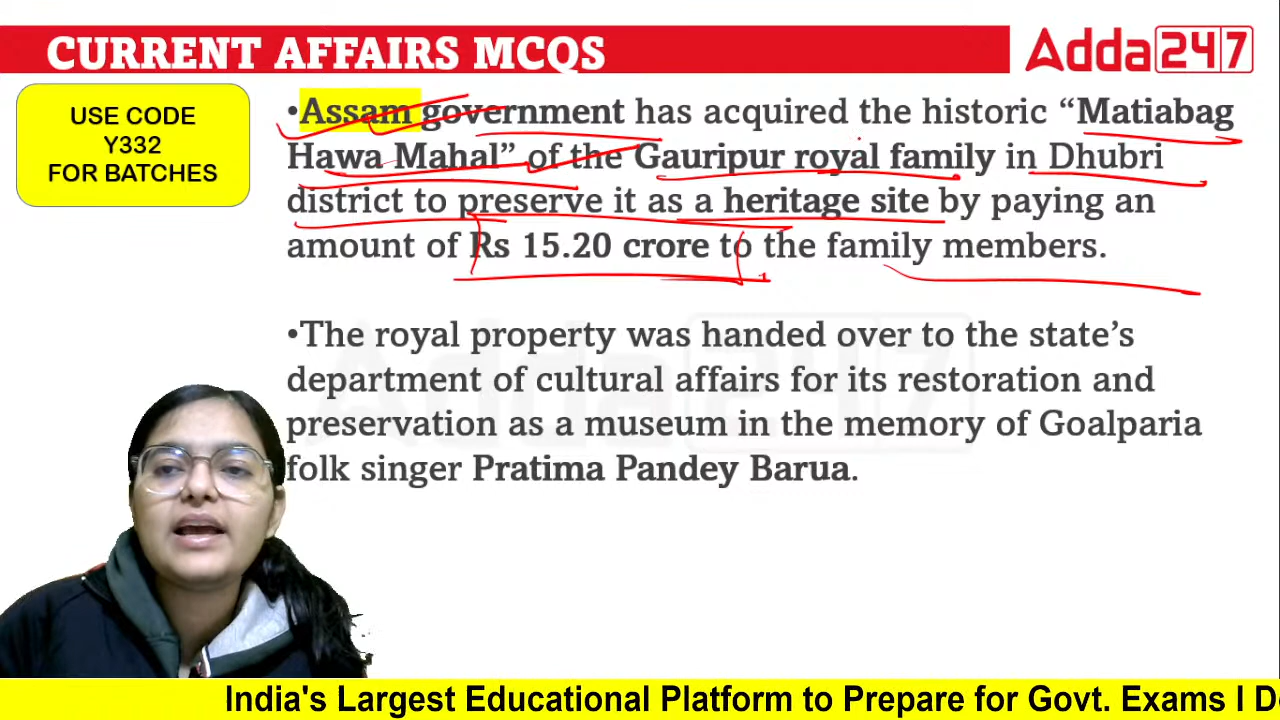 CURRENT AFFAIRS MCQS
Adda247
USE CODE
Y332
FOR BATCHES
•Assam government has acquired the historic “Matiabag
Hawa Mahal” of the Gauripur royal family in Dhubri
district to preserve it as a heritage site by paying an
amount of Rs 15.20 crore to the family members.
•The royal property was handed over to the state’s
department of cultural affairs for its restoration and
preservation as a museum in the memory of Goalparia
folk singer Pratima Pandey Barua.
Adda247
India's Largest Educational Platform to Prepare for Govt. Exams I D